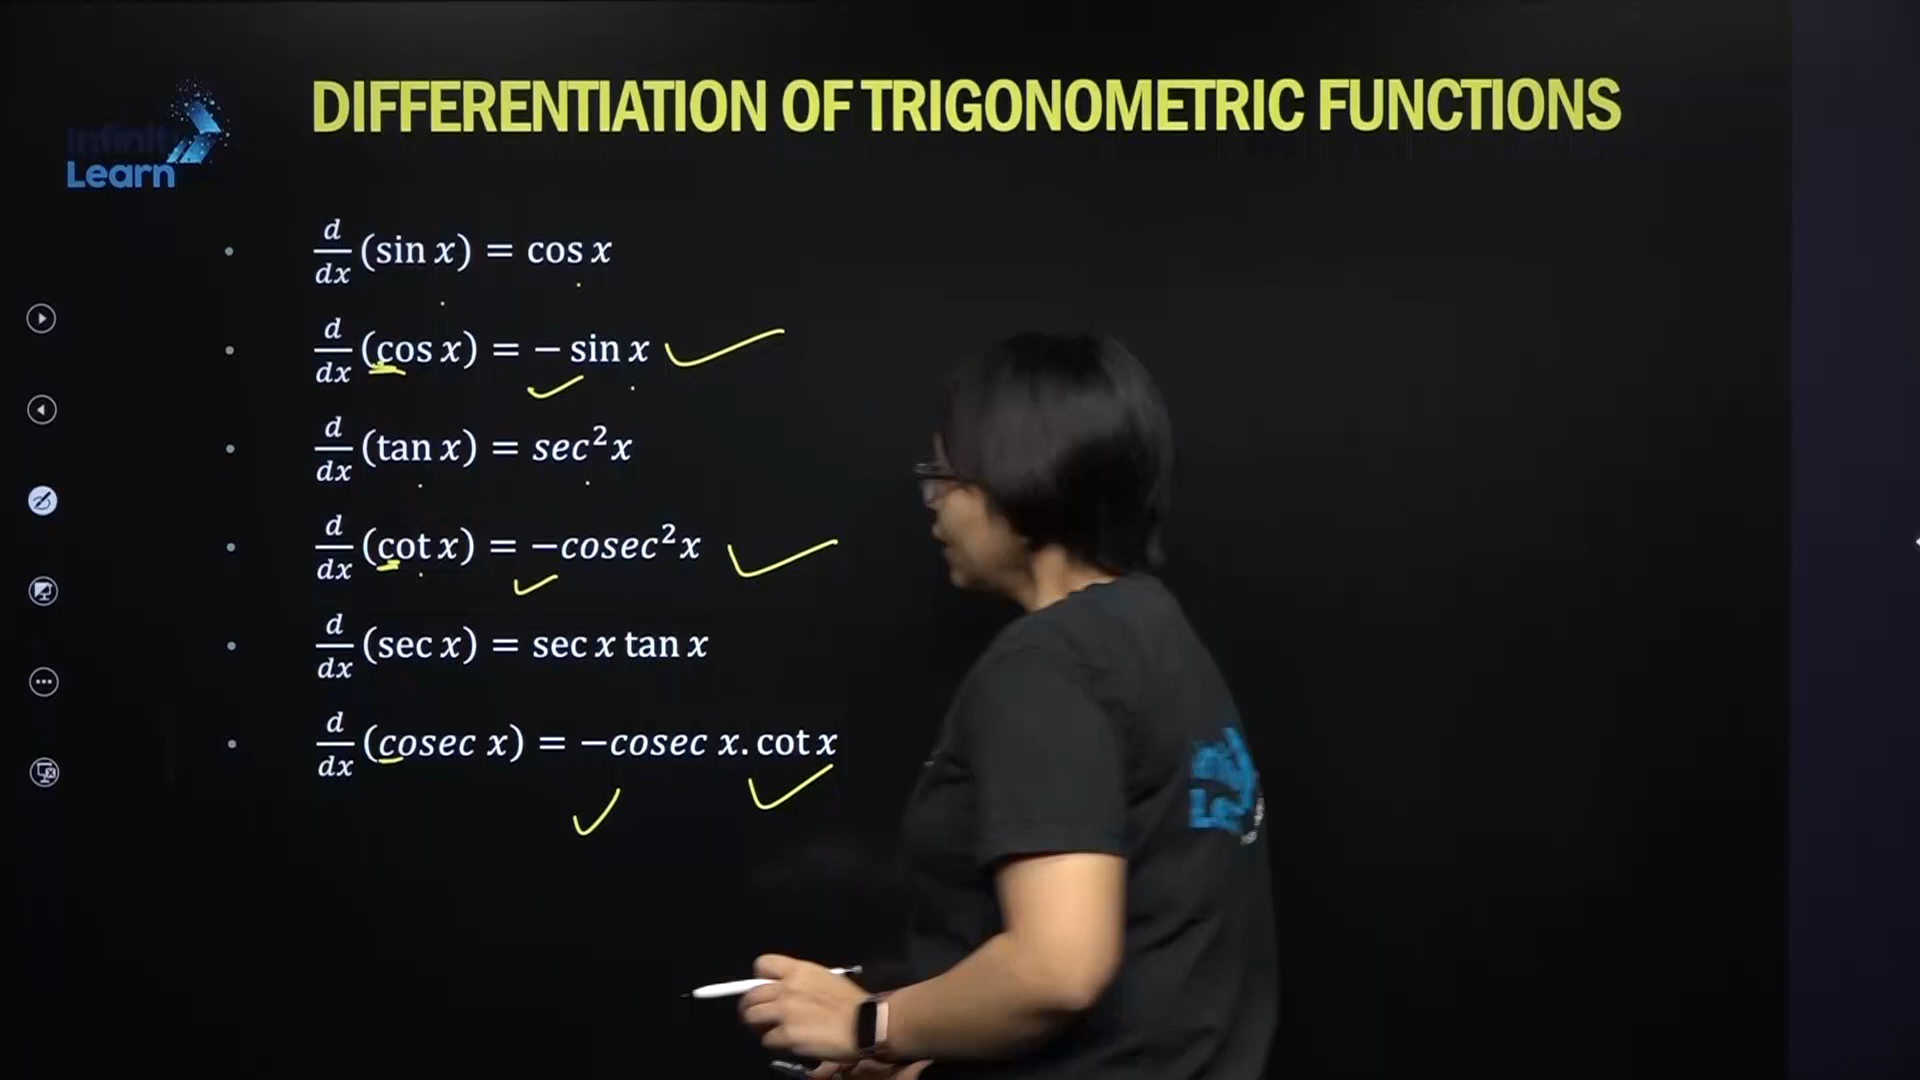 Infinity
Learn
DIFFERENTIATION OF TRIGONOMETRIC FUNCTIONS
• d/dx (sin x) = cos x
• d/dx (cos x) = − sin x
• d/dx (tan x) = sec²x
• d/dx (cot x) = −cosec²x
• d/dx (sec x) = sec x tan x
• d/dx (cosec x) = −cosec x. cot x